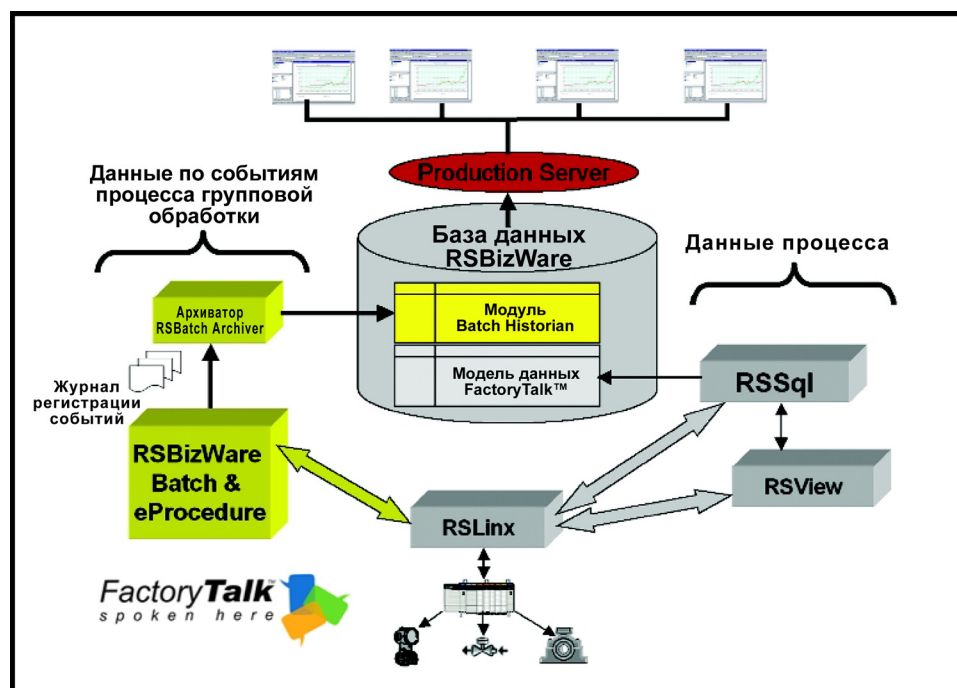 Production Server
Данные по событиям
процесса групповой
обработки
База данных
RSBizWare
Данные процесса
Архиватор
RSBatch Archiver
Модуль
Batch Historian
Модель данных
FactoryTalk™
Журнал
регистрации
событий
RSSql
RSBizWare
Batch &
eProcedure
RSView
RSLinx
FactoryTalk™
spoken here